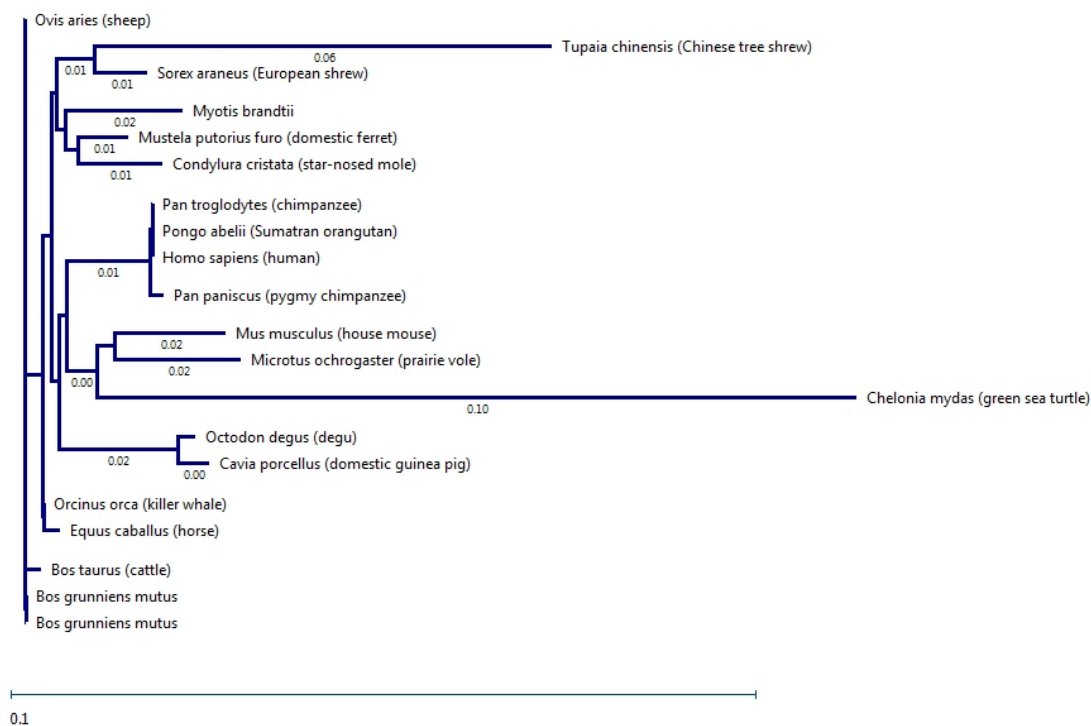 Ovis aries (sheep)
Tupaia chinensis (Chinese tree shrew)
0.06
0.01
Sorex araneus (European shrew)
0.01
Myotis brandtii
0.02
Mustela putorius furo (domestic ferret)
0.01
Condylura cristata (star-nosed mole)
0.01
Pan troglodytes (chimpanzee)
Pongo abelii (Sumatran orangutan)
Homo sapiens (human)
0.01
Pan paniscus (pygmy chimpanzee)
Mus musculus (house mouse)
0.02
Microtus ochrogaster (prairie vole)
0.02
0.00
Chelonia mydas (green sea turtle)
0.10
Octodon degus (degu)
0.02
Cavia porcellus (domestic guinea pig)
0.00
Orcinus orca (killer whale)
Equus caballus (horse)
Bos taurus (cattle)
Bos grunniens mutus
Bos grunniens mutus
0.1